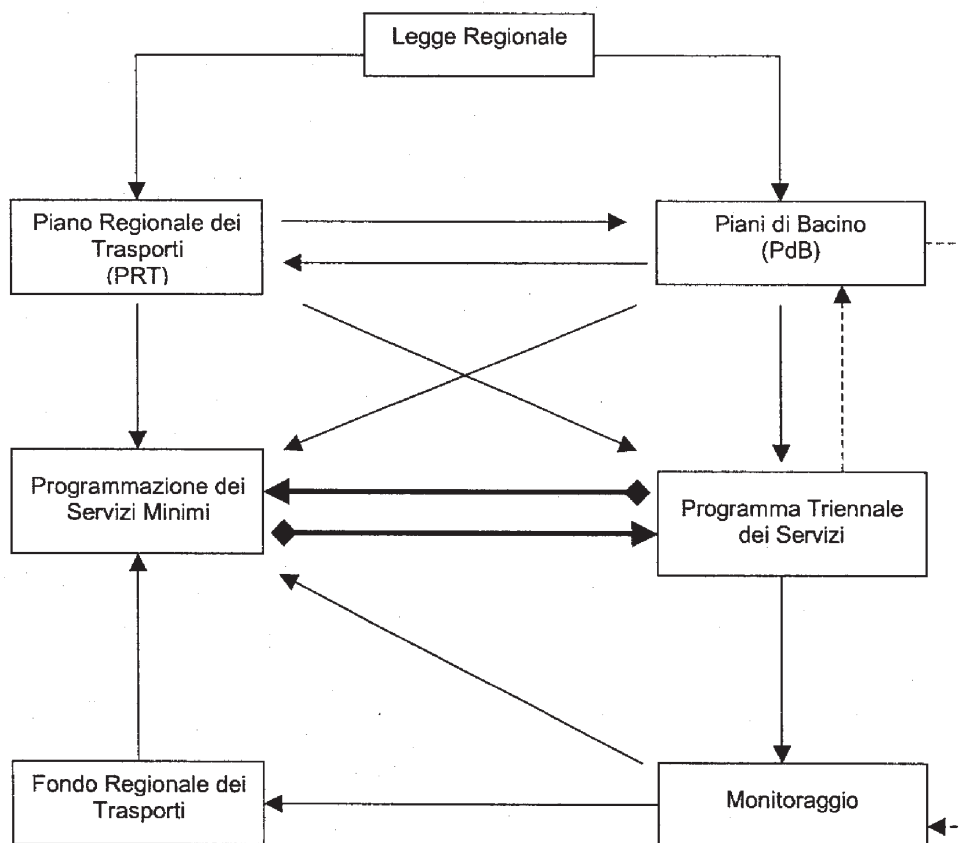 Legge Regionale
Piano Regionale dei
Trasporti
(PRT)
Piani di Bacino
(PdB)
Programmazione dei
Servizi Minimi
Programma Triennale
dei Servizi
Fondo Regionale dei
Trasporti
Monitoraggio